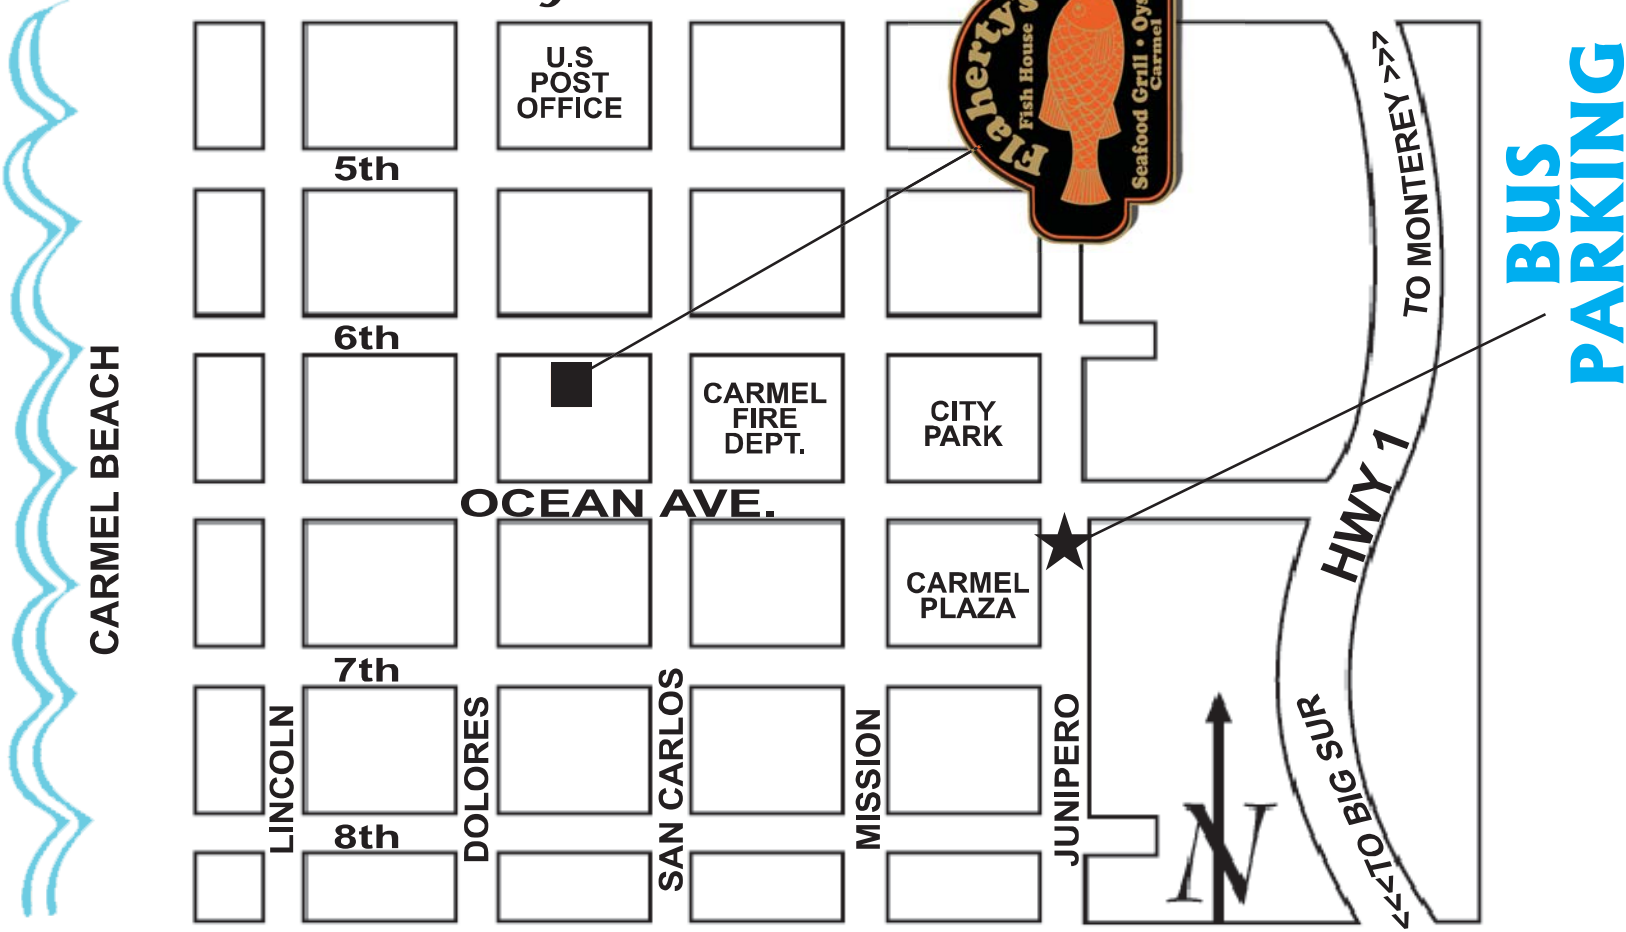 U.S
POST
OFFICE
Flaherty's
Fish House
Seafood Grill •
Carmel
5th
6th
CARMEL
FIRE
DEPT.
CITY
PARK
OCEAN AVE.
CARMEL
PLAZA
7th
8th
CARMEL BEACH
LINCOLN
DOLORES
SAN CARLOS
MISSION
JUNIPERO
TO MONTEREY >>>
HWY 1
<<<TO BIG SUR
BUS
PARKING
N